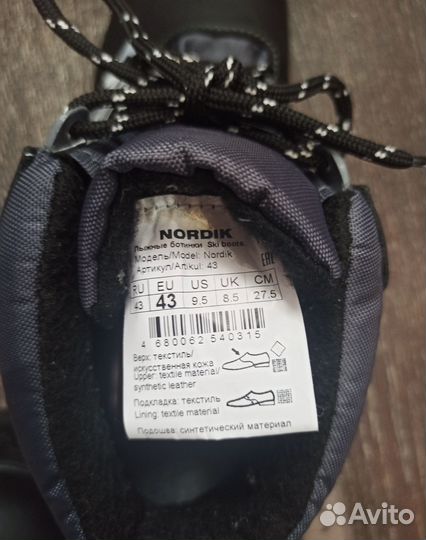 NORDIK
Лыжные ботинки Ski boots
Модель/Model: Nordik
Артикул/Artikul: 43
EAC
RU EU US UK CM
43 43 9.5 8.5 27.5
4 680062 540315
Верх: текстиль/
искусственная кожа
Upper: textile material/
synthetic leather
Подкладка: текстиль
Lining: textile material
Подошва: синтетический материал
Avito